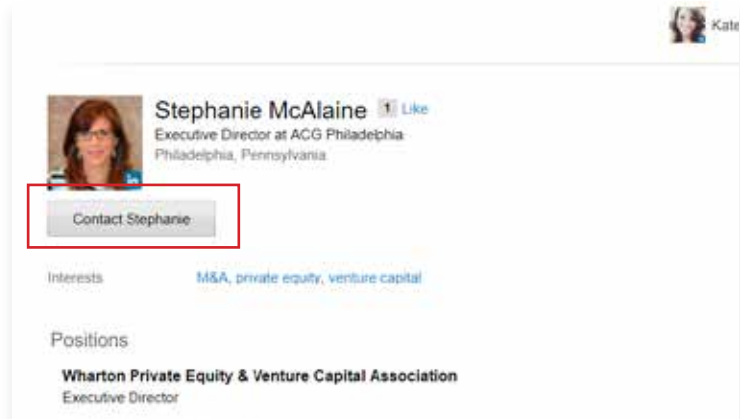 Kate
Stephanie McAlaine 1 Like
Executive Director at ACG Philadelphia
Philadelphia, Pennsylvania
in
Contact Stephanie
Interests M&A, private equity, venture capital
Positions
Wharton Private Equity & Venture Capital Association
Executive Director